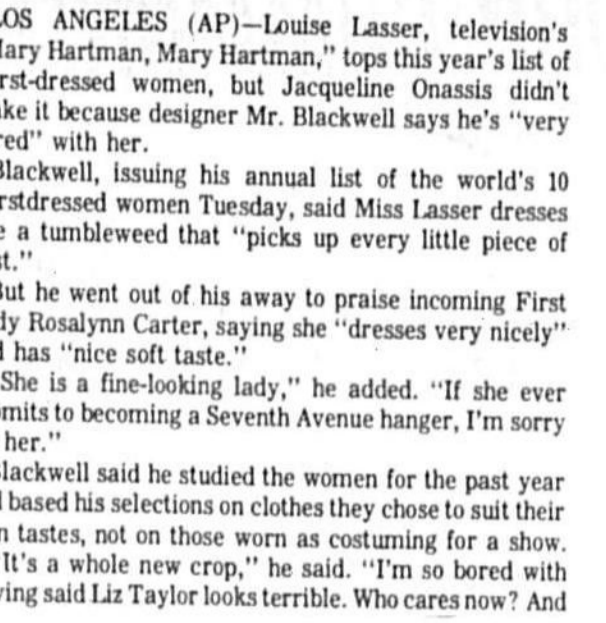 OS ANGELES (AP)—Louise Lasser, television's
ary Hartman, Mary Hartman," tops this year's list of
rst-dressed women, but Jacqueline Onassis didn't
ke it because designer Mr. Blackwell says he's "very
red" with her.
Blackwell, issuing his annual list of the world's 10
rstdressed women Tuesday, said Miss Lasser dresses
e a tumbleweed that "picks up every little piece of
t."
But he went out of his away to praise incoming First
dy Rosalynn Carter, saying she "dresses very nicely"
has "nice soft taste."
She is a fine-looking lady," he added. "If she ever
mits to becoming a Seventh Avenue hanger, I'm sorry
her."
lackwell said he studied the women for the past year
based his selections on clothes they chose to suit their
n tastes, not on those worn as costuming for a show.
It's a whole new crop," he said. "I'm so bored with
ing said Liz Taylor looks terrible. Who cares now? And